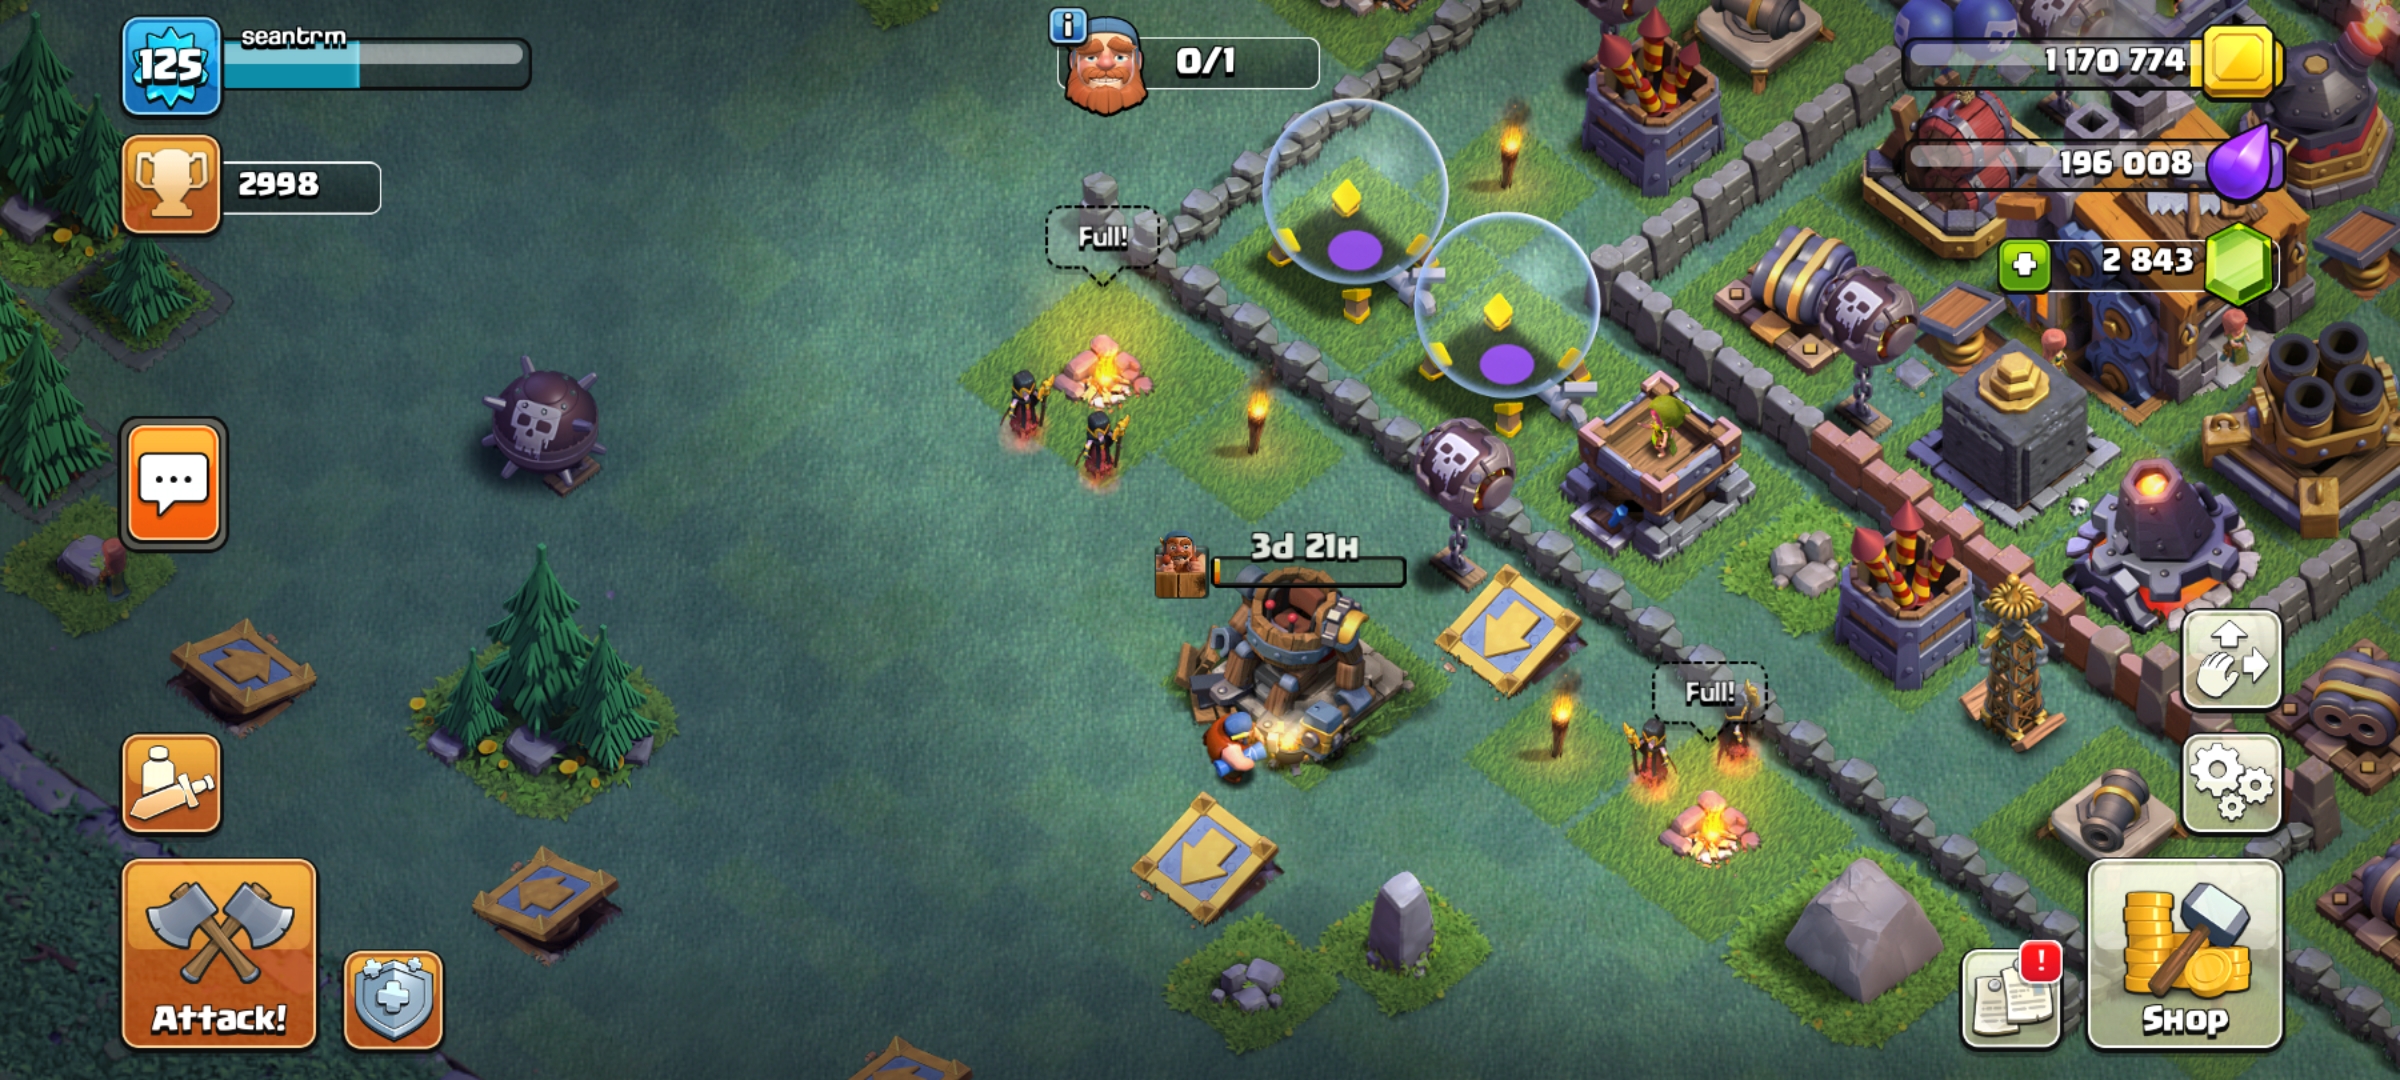 125
seantrm
0/1
1 170 774
2998
196 008
Full!
2 843
3d 21H
Full!
Attack!
!
Shop